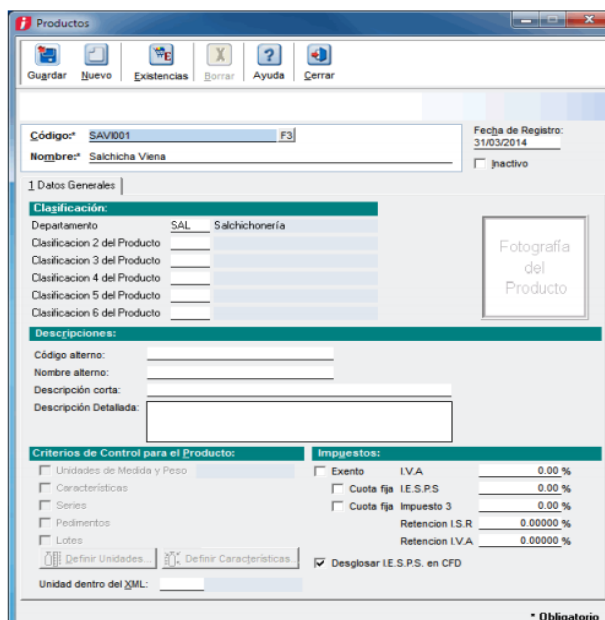 Productos
Guardar Nuevo Existencias Borrar Ayuda Cerrar
Código:* SAVI001 F3
Fecha de Registro:
31/03/2014
Nombre:* Salchicha Viena
Inactivo
1 Datos Generales
Clasificación:
Departamento SAL Salchichonería
Clasificacion 2 del Producto
Clasificacion 3 del Producto
Clasificacion 4 del Producto
Clasificacion 5 del Producto
Clasificacion 6 del Producto
Fotografía
del
Producto
Descripciones:
Código alterno:
Nombre alterno:
Descripción corta:
Descripción Detallada:
Criterios de Control para el Producto:
Unidades de Medida y Peso
Características
Series
Pedimentos
Lotes
Definir Unidades... Definir Características...
Unidad dentro del XML:
Impuestos:
Exento I.V.A 0.00 %
Cuota fija I.E.S.P.S 0.00 %
Cuota fija Impuesto 3 0.00 %
Retencion I.S.R 0.00000 %
Retencion I.V.A 0.00000 %
Desglosar I.E.S.P.S. en CFD
* Obligatorio